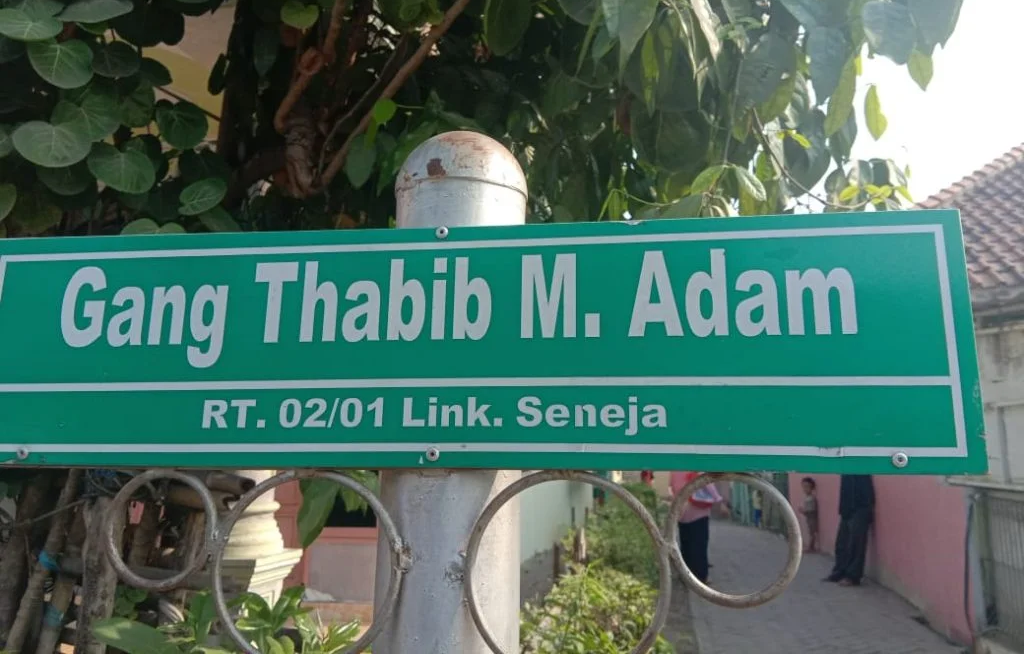 Gang Thabib M. Adam
RT. 02/01 Link. Seneja